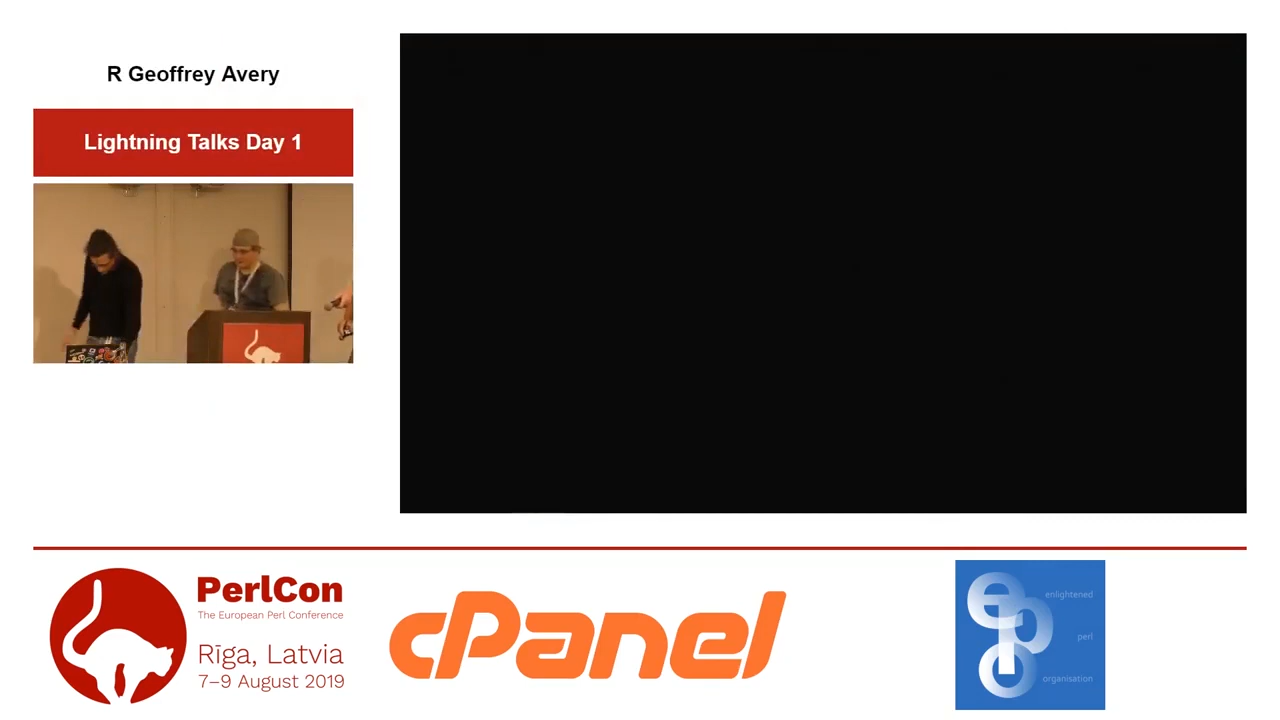 R Geoffrey Avery
Lightning Talks Day 1
PerlCon
The European Perl Conference
Rīga, Latvia
7–9 August 2019
cPanel
epo
enlightened
perl
organisation